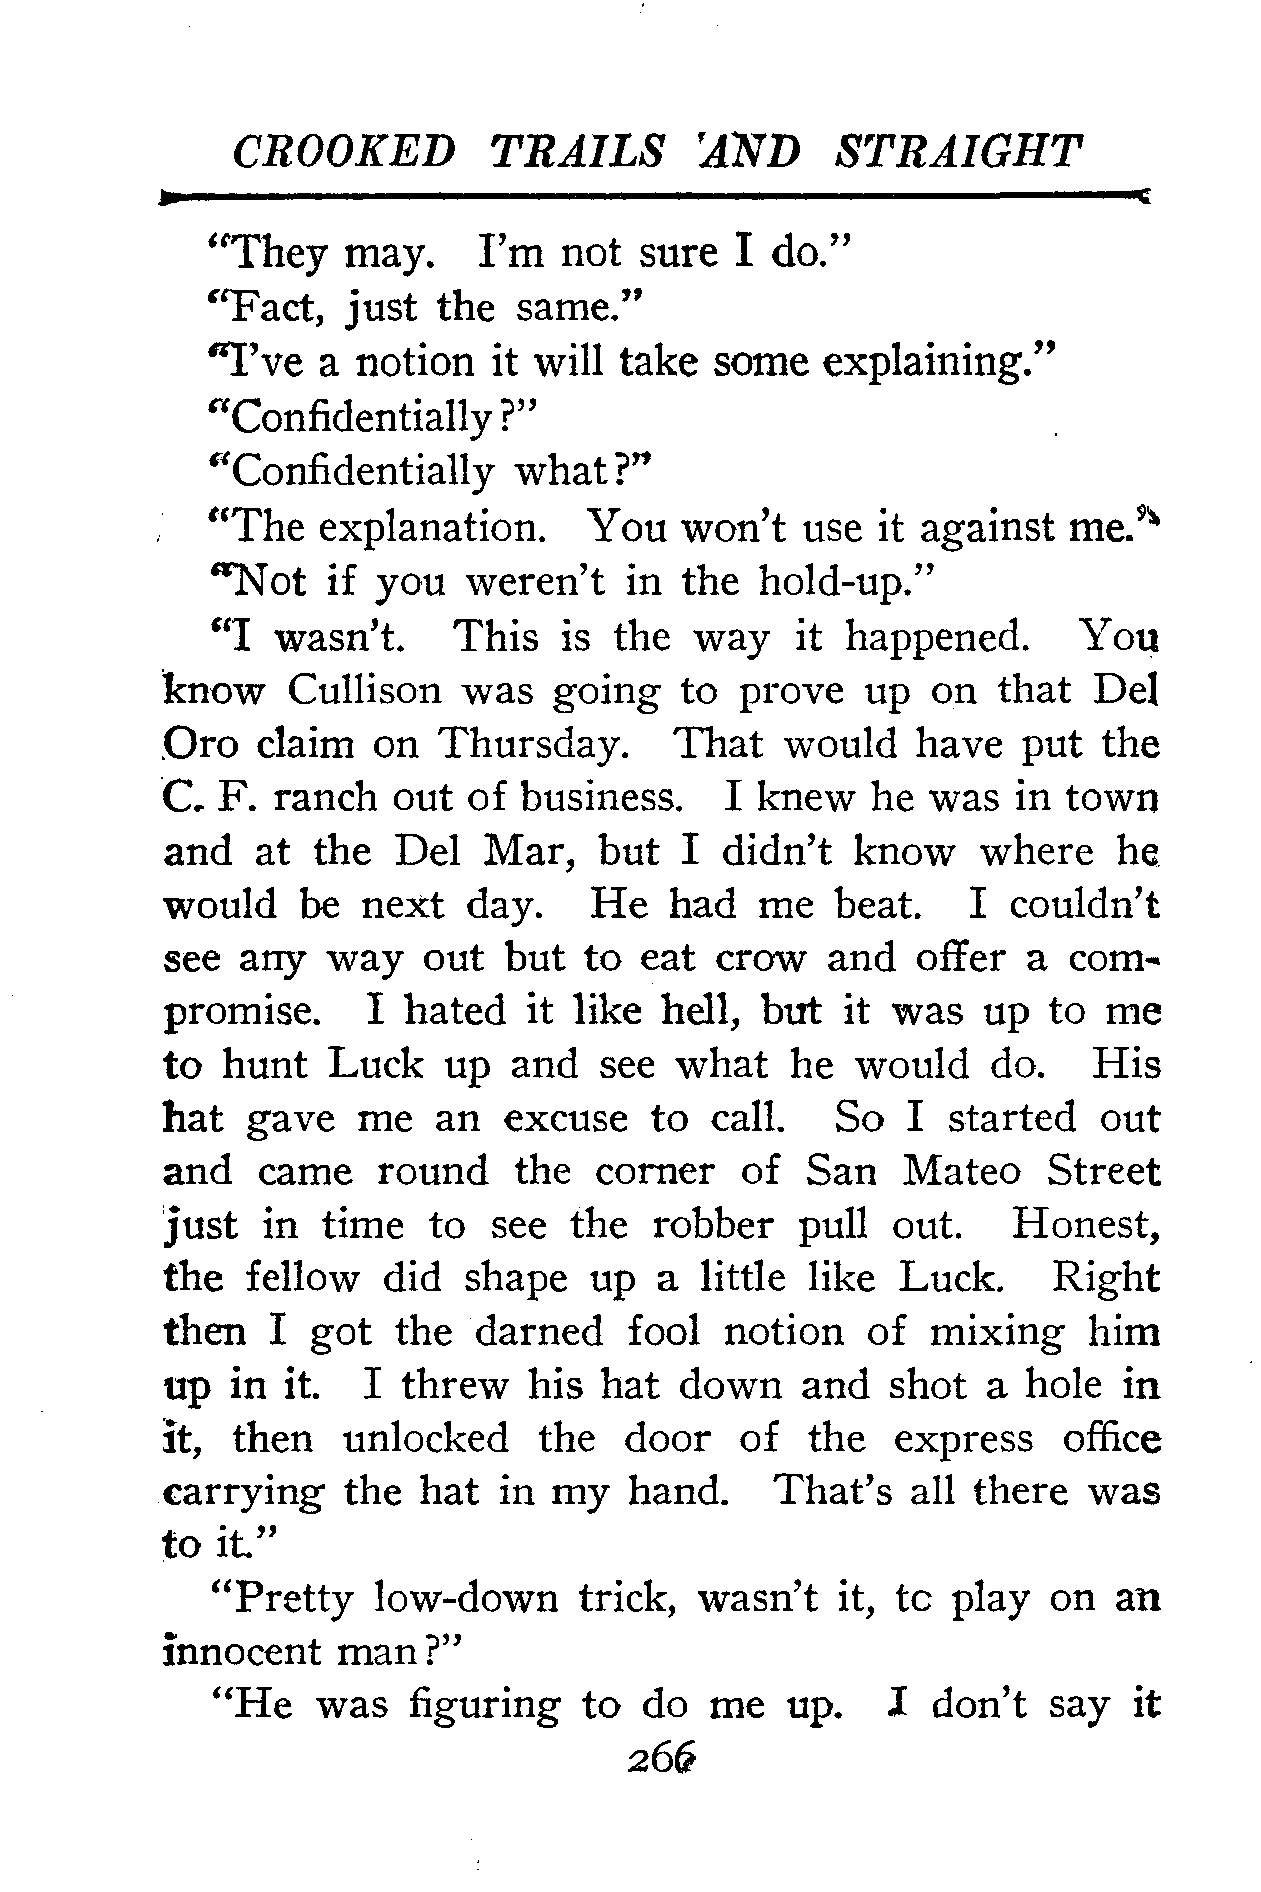 CROOKED TRAILS AND STRAIGHT
"They may. I'm not sure I do."
"Fact, just the same."
"I've a notion it will take some explaining."
"Confidentially?"
"Confidentially what?"
"The explanation. You won't use it against me."
"Not if you weren't in the hold-up."
"I wasn't. This is the way it happened. You
know Cullison was going to prove up on that Del
Oro claim on Thursday. That would have put the
C. F. ranch out of business. I knew he was in town
and at the Del Mar, but I didn't know where he
would be next day. He had me beat. I couldn't
see any way out but to eat crow and offer a com-
promise. I hated it like hell, but it was up to me
to hunt Luck up and see what he would do. His
hat gave me an excuse to call. So I started out
and came round the corner of San Mateo Street
just in time to see the robber pull out. Honest,
the fellow did shape up a little like Luck. Right
then I got the darned fool notion of mixing him
up in it. I threw his hat down and shot a hole in
it, then unlocked the door of the express office
carrying the hat in my hand. That's all there was
to it."
"Pretty low-down trick, wasn't it, tc play on an
innocent man?"
"He was figuring to do me up. I don't say it
266